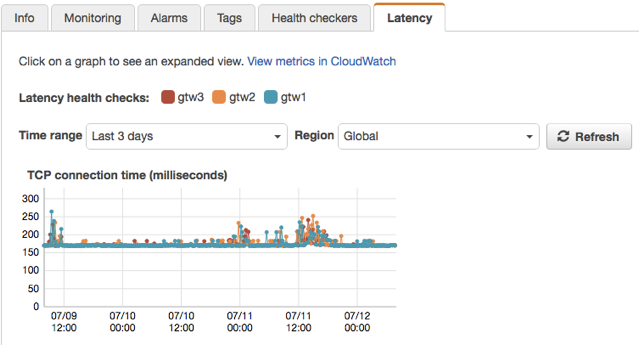 Info Monitoring Alarms Tags Health checkers Latency
Click on a graph to see an expanded view. View metrics in CloudWatch
Latency health checks: gtw3 gtw2 gtw1
Time range Last 3 days Region Global Refresh
TCP connection time (milliseconds)
300
250
200
150
100
50
0
07/09 07/10 07/10 07/11 07/11 07/12
12:00 00:00 12:00 00:00 12:00 00:00